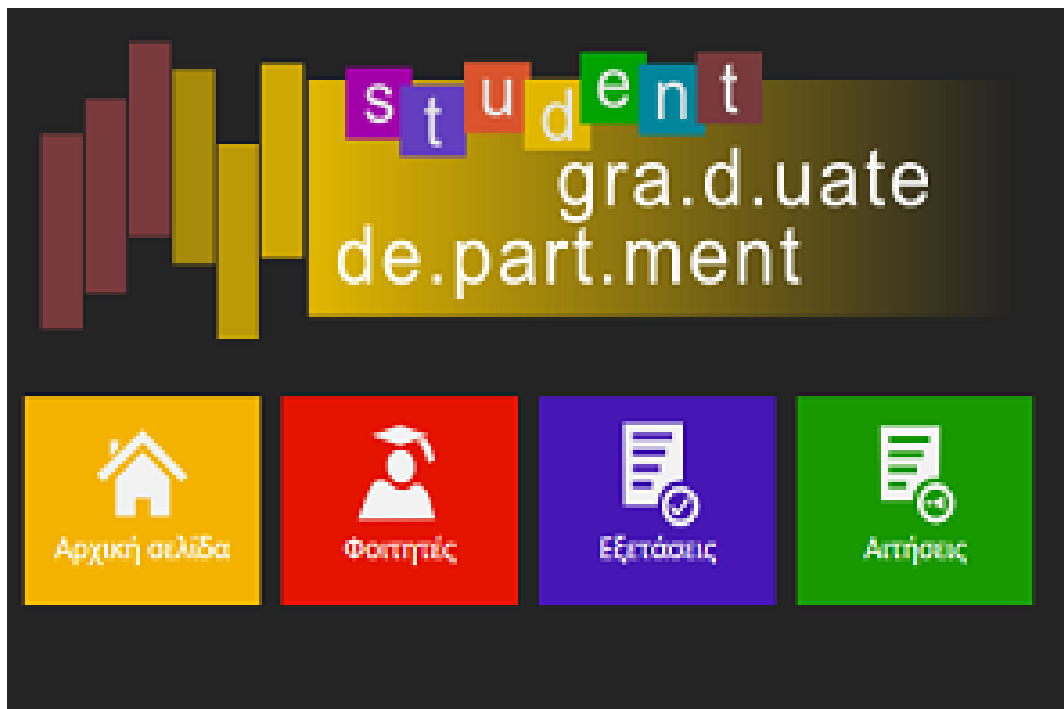 student
gra.d.uate
de.part.ment
Αρχική σελίδα
Φοιτητές
Εξετάσεις
Αιτήσεις